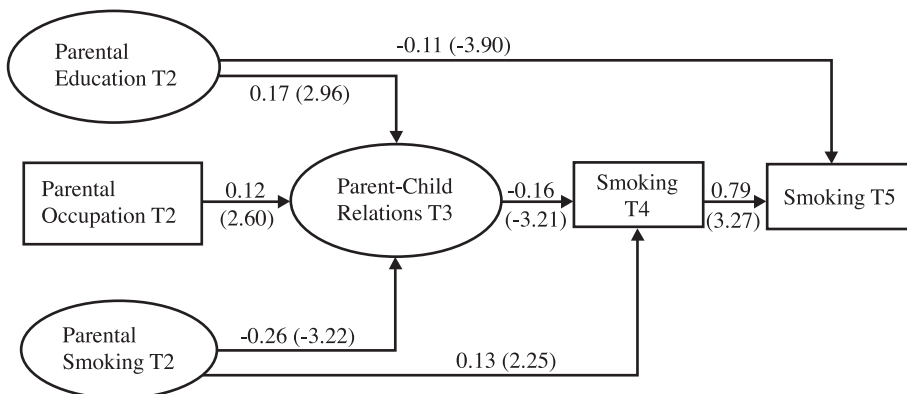 Parental
Education T2
-0.11 (-3.90)
0.17 (2.96)
Parental
Occupation T2
0.12
(2.60)
Parent-Child
Relations T3
-0.16
(-3.21)
Smoking
T4
0.79
(3.27)
Smoking T5
Parental
Smoking T2
-0.26 (-3.22)
0.13 (2.25)